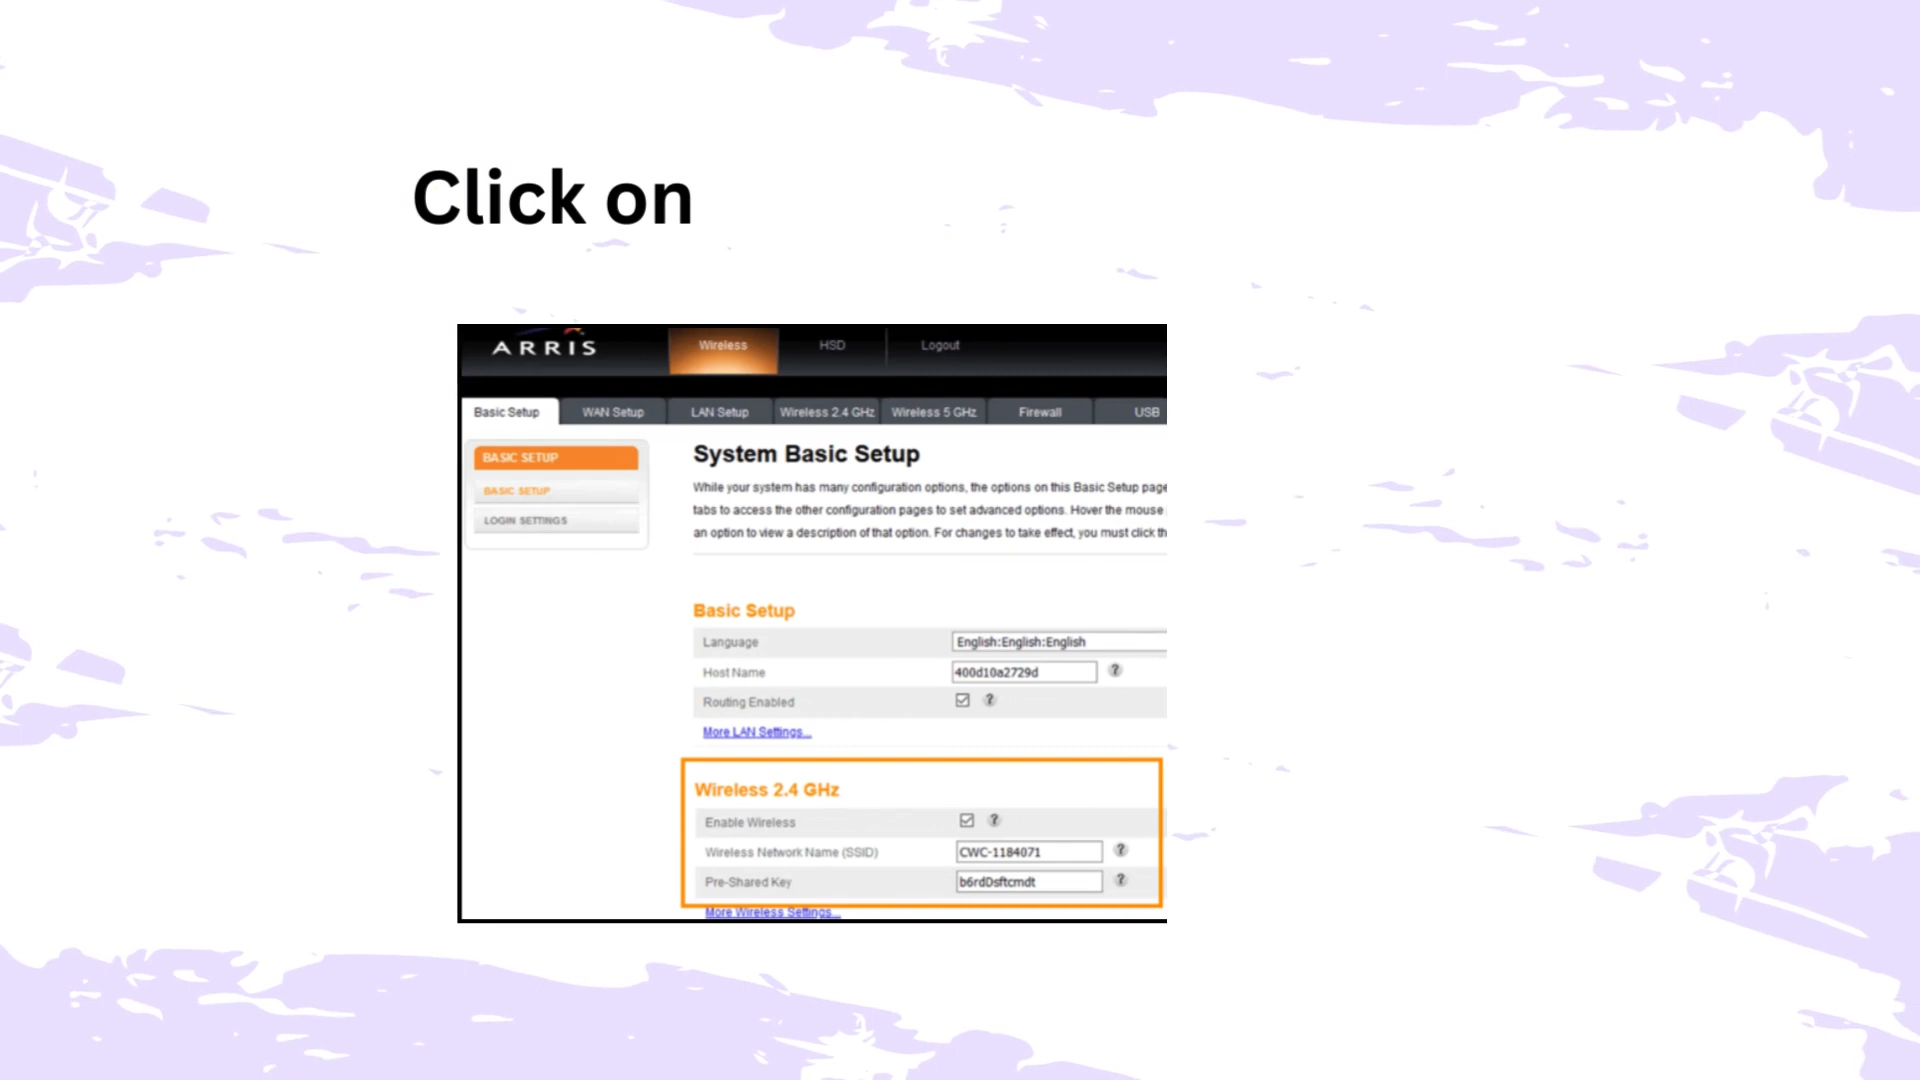 Click on
ARRIS
Wireless
HSD
Logout
Basic Setup
WAN Setup
LAN Setup
Wireless 2.4 GHz
Wireless 5 GHz
Firewall
USB
BASIC SETUP
BASIC SETUP
LOGIN SETTINGS
System Basic Setup
While your system has many configuration options, the options on this Basic Setup page
tabs to access the other configuration pages to set advanced options. Hover the mouse
an option to view a description of that option. For changes to take effect, you must click th
Basic Setup
Language English:English:English
Host Name 400d10a2729d ?
Routing Enabled ?
More LAN Settings...
Wireless 2.4 GHz
Enable Wireless ?
Wireless Network Name (SSID) CWC-1184071 ?
Pre-Shared Key b6rdDsftcmdt ?
More Wireless Settings...